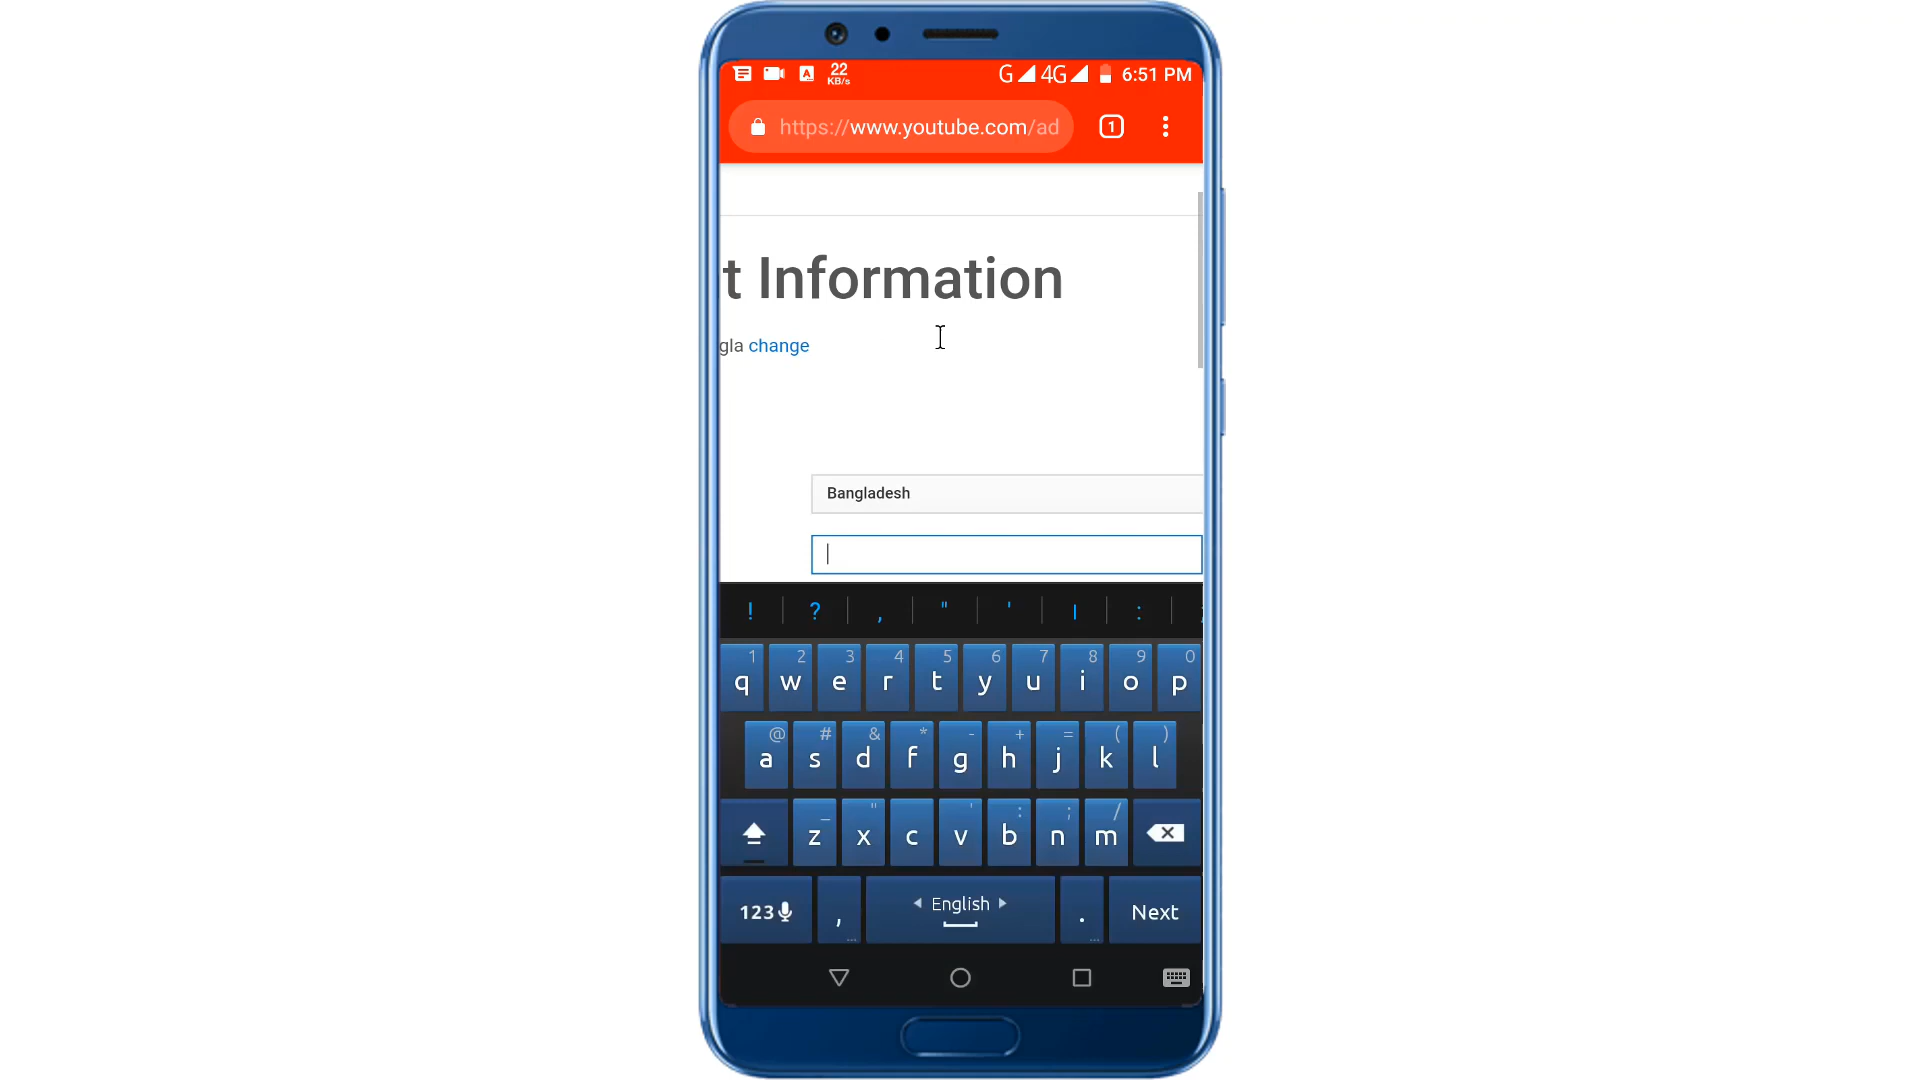 22
KB/s
G 4G 6:51 PM
https://www.youtube.com/ad
1
t Information
gla change
Bangladesh
! ? , " ' । :
1 2 3 4 5 6 7 8 9 0
q w e r t y u i o p
@ # & * - + = ( )
a s d f g h j k l
_ " ' : ; /
z x c v b n m
123 , English . Next